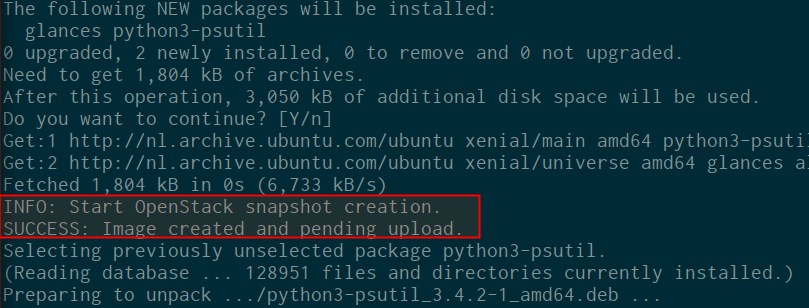 The following NEW packages will be installed:
glances python3-psutil
0 upgraded, 2 newly installed, 0 to remove and 0 not upgraded.
Need to get 1,804 kB of archives.
After this operation, 3,050 kB of additional disk space will be used.
Do you want to continue? [Y/n]
Get:1 http://nl.archive.ubuntu.com/ubuntu xenial/main amd64 python3-psutil
Get:2 http://nl.archive.ubuntu.com/ubuntu xenial/universe amd64 glances al
Fetched 1,804 kB in 0s (6,733 kB/s)
INFO: Start OpenStack snapshot creation.
SUCCESS: Image created and pending upload.
Selecting previously unselected package python3-psutil.
(Reading database ... 128951 files and directories currently installed.)
Preparing to unpack .../python3-psutil_3.4.2-1_amd64.deb ...